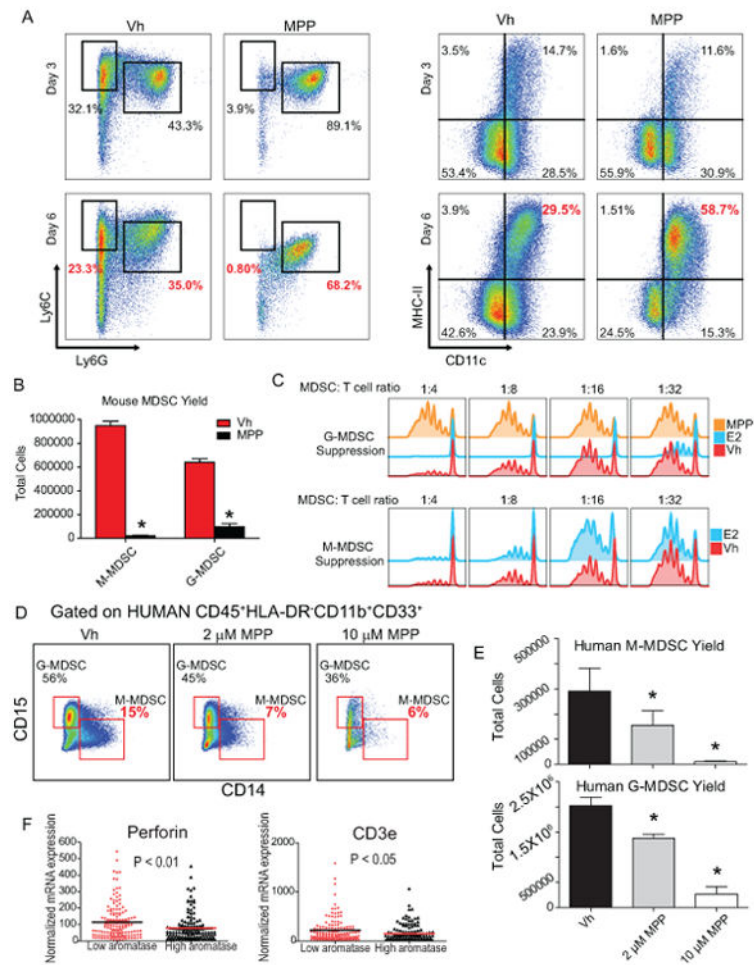 A
Vh MPP
Day 3
32.1% 43.3%
3.9% 89.1%
Day 6
23.3% 35.0%
0.80% 68.2%
Ly6C
Ly6G
Vh MPP
Day 3
3.5% 14.7%
53.4% 28.5%
1.6% 11.6%
55.9% 30.9%
Day 6
3.9% 29.5%
42.6% 23.9%
1.51% 58.7%
24.5% 15.3%
MHC-II
CD11c
B
Mouse MDSC Yield
Total Cells
1000000
800000
600000
400000
200000
0
Vh
MPP
*
*
M-MDSC
G-MDSC
C
MDSC: T cell ratio 1:4 1:8 1:16 1:32
G-MDSC
Suppression
MPP
E2
Vh
MDSC: T cell ratio 1:4 1:8 1:16 1:32
M-MDSC
Suppression
E2
Vh
D Gated on HUMAN CD45⁺HLA-DR⁻CD11b⁺CD33⁺
Vh 2 µM MPP 10 µM MPP
G-MDSC
56%
M-MDSC
15%
G-MDSC
45%
M-MDSC
7%
G-MDSC
36%
M-MDSC
6%
CD15
CD14
E
Human M-MDSC Yield
Total Cells
500000
300000
100000
*
*
Human G-MDSC Yield
Total Cells
2.5X10⁶
1.5X10⁶
500000
0
*
*
Vh
2 µM MPP
10 µM MPP
F
Perforin
P < 0.01
Normalized mRNA expression
600
500
400
300
200
100
0
Low aromatase High aromatase
CD3e
P < 0.05
Normalized mRNA expression
2000
1000
0
Low aromatase High aromatase